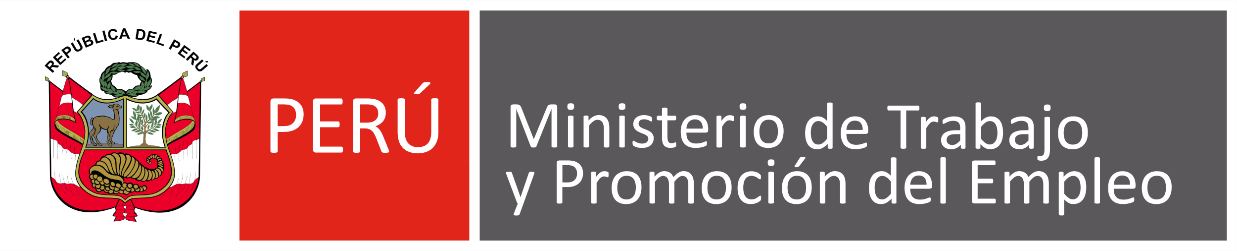 REPÚBLICA DEL PERÚ
PERÚ
Ministerio de Trabajo
y Promoción del Empleo